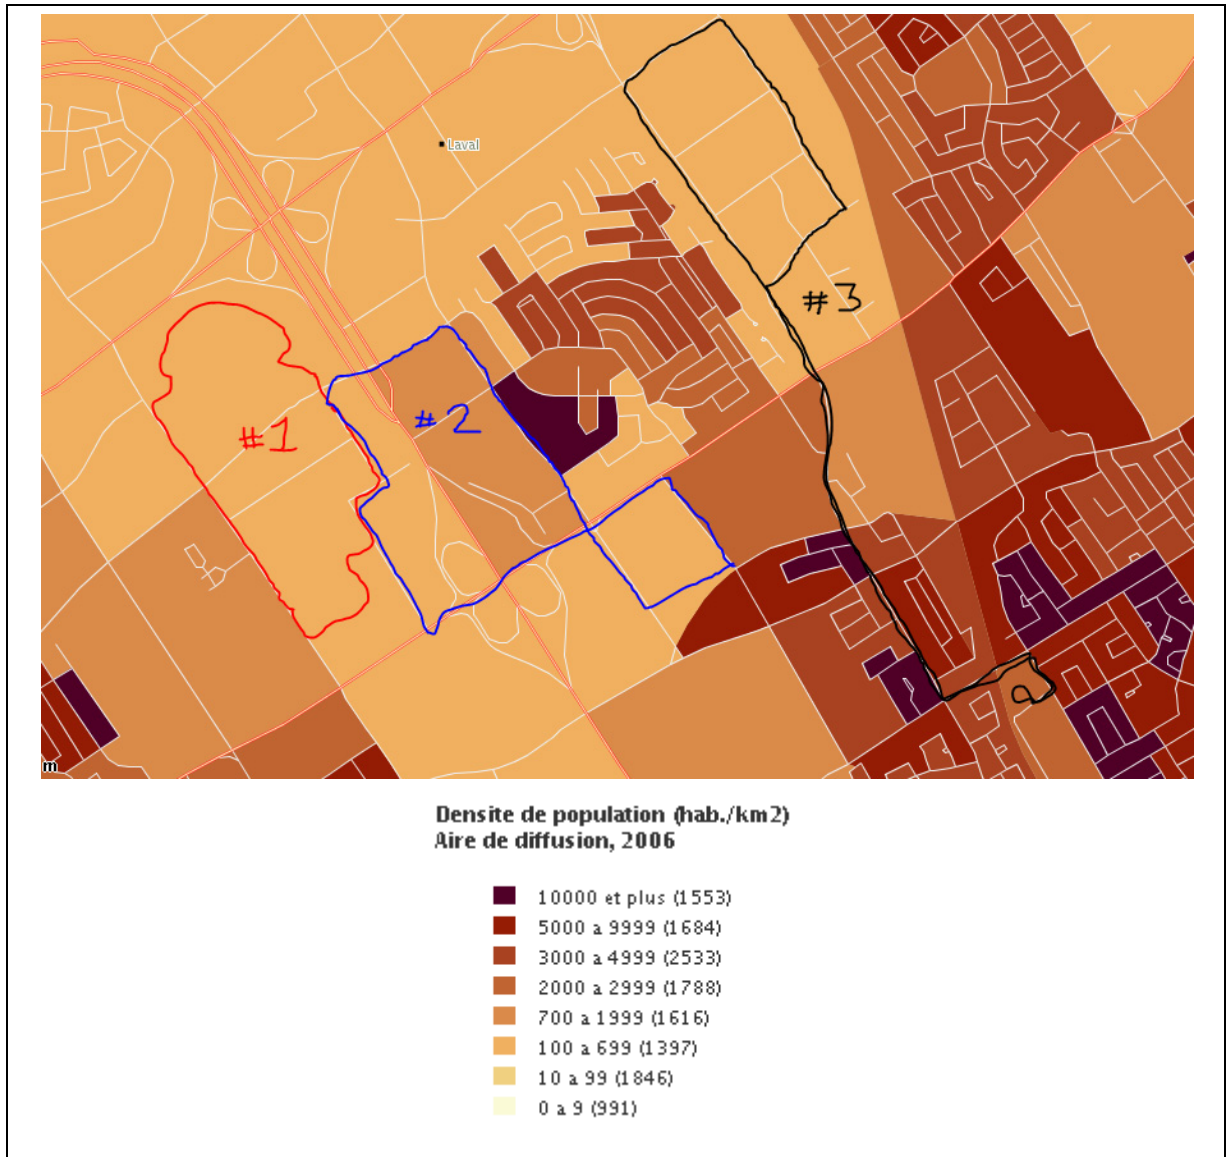 Laval
#3
#1
#2
m
Densite de population (hab./km2)
Aire de diffusion, 2006
10000 et plus (1553)
5000 a 9999 (1684)
3000 a 4999 (2533)
2000 a 2999 (1788)
700 a 1999 (1616)
100 a 699 (1397)
10 a 99 (1846)
0 a 9 (991)